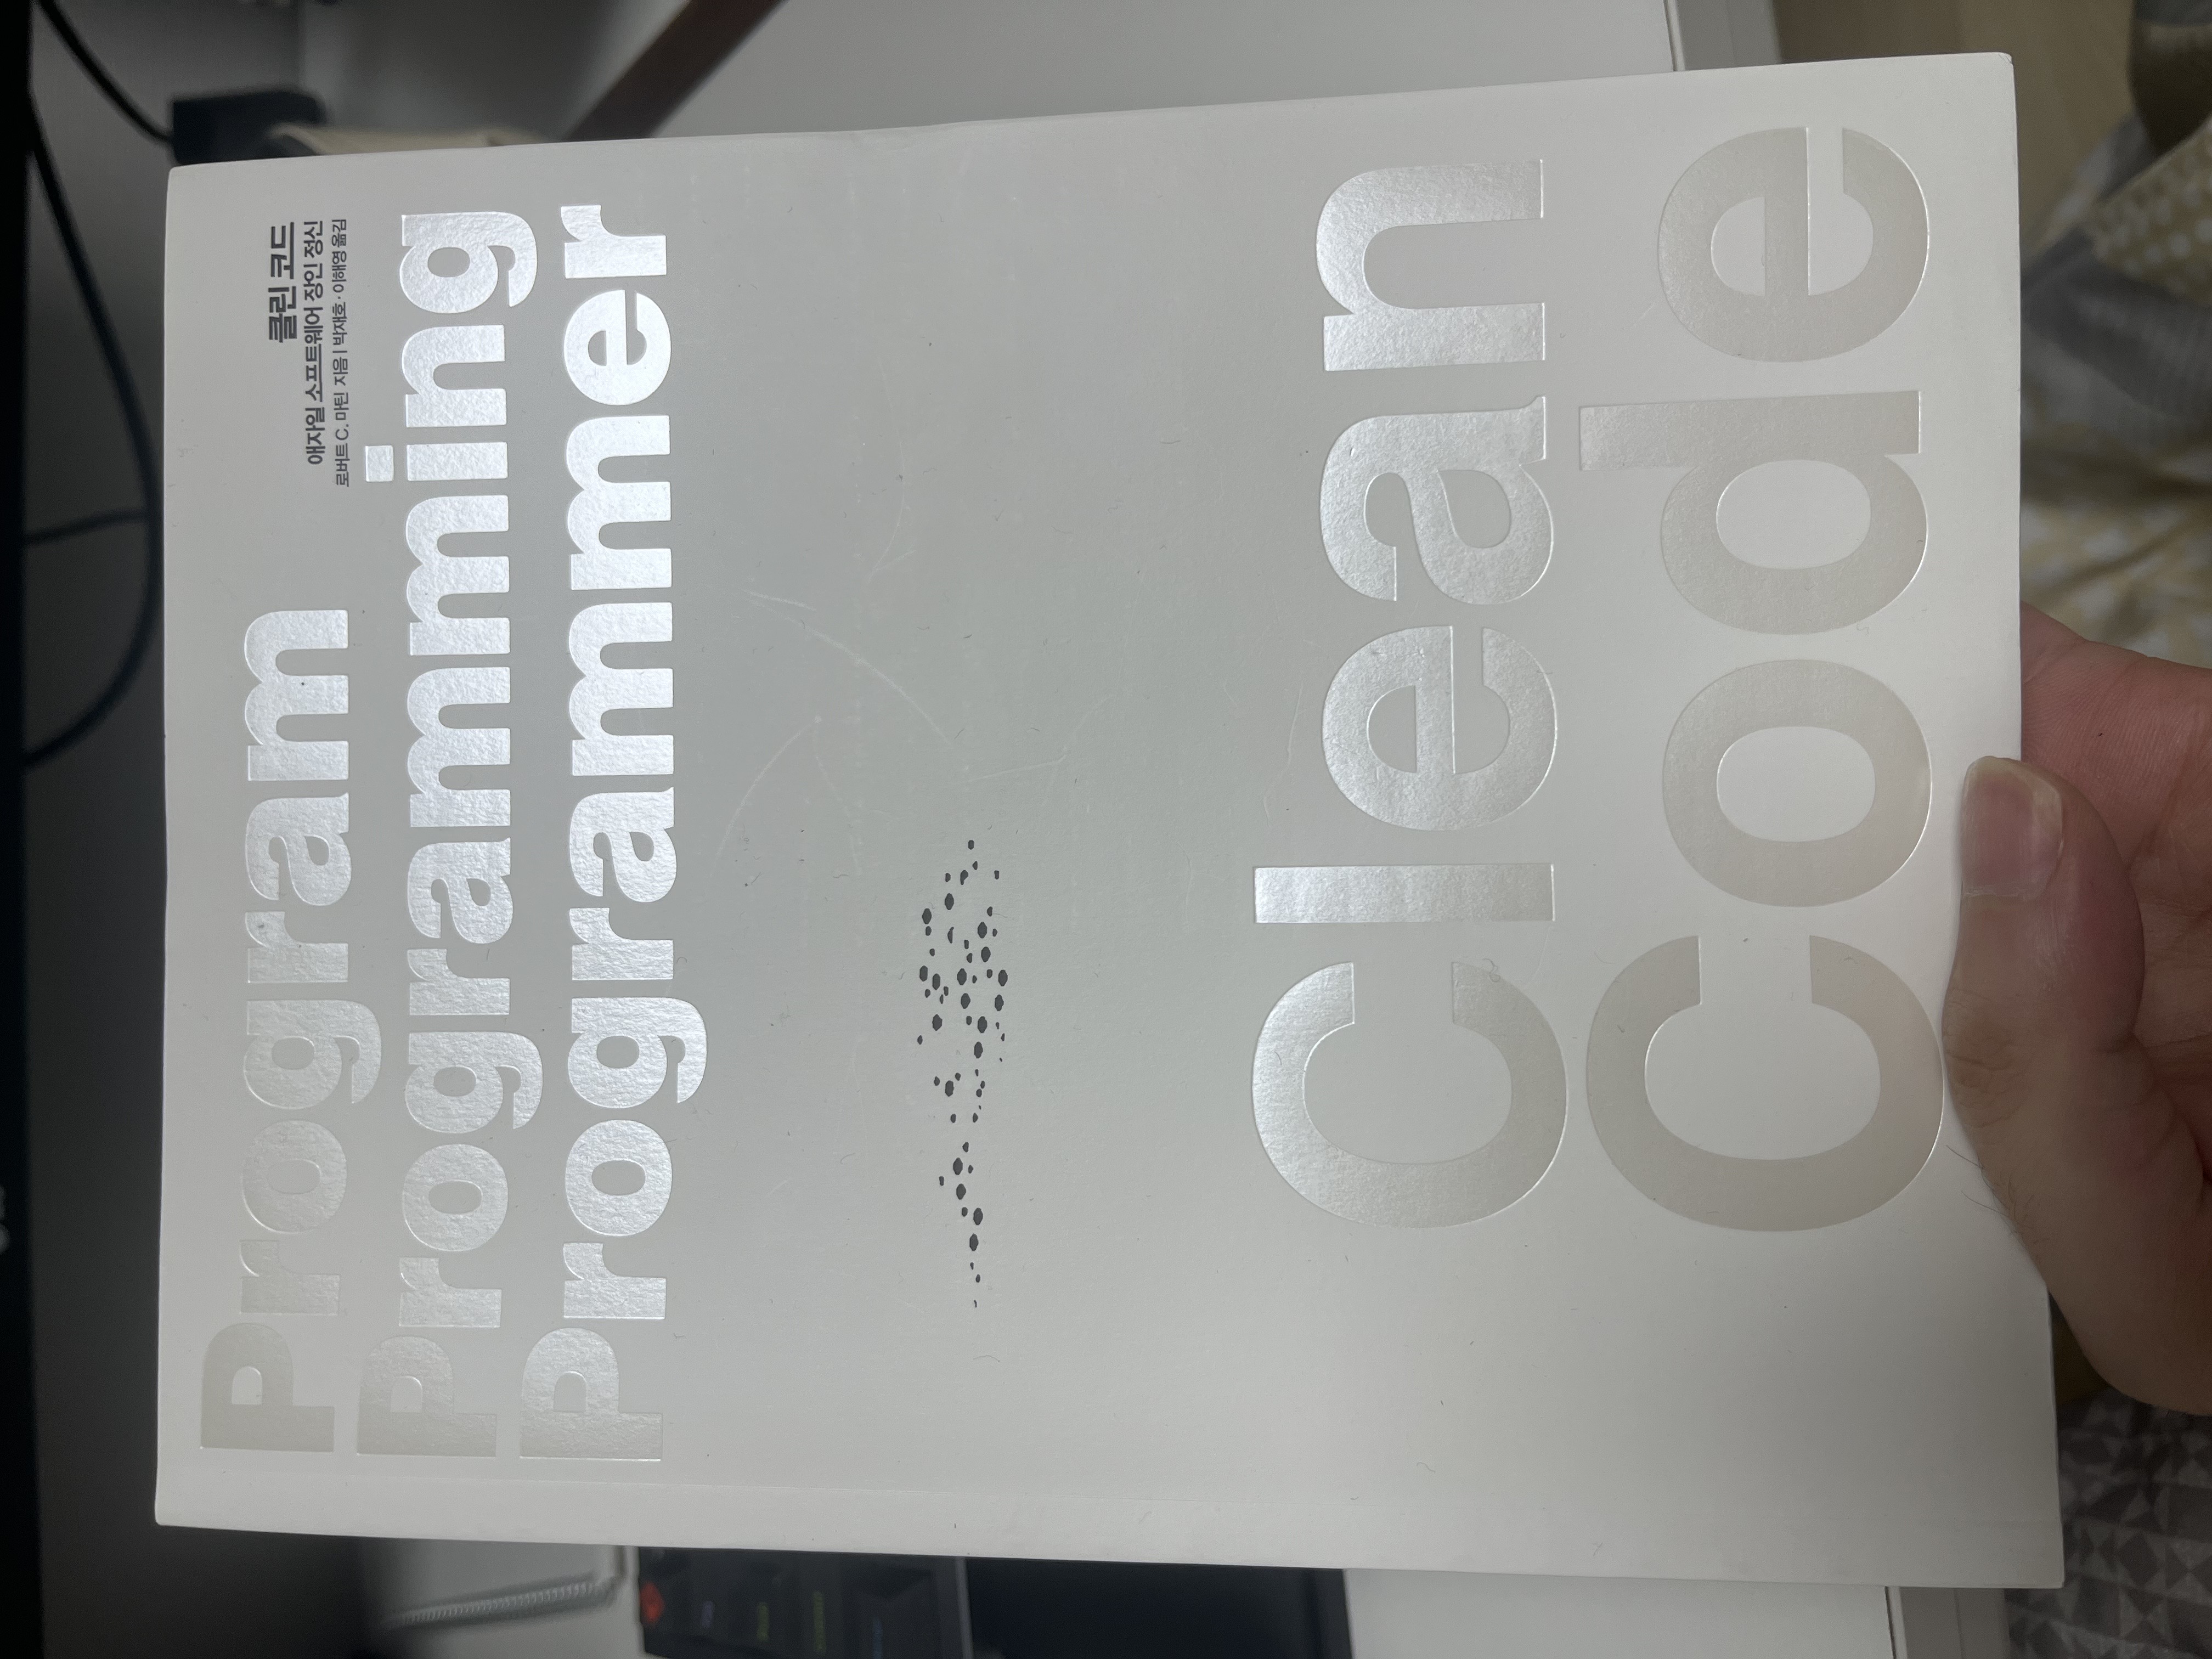 클린 코드
애자일 소프트웨어 장인 정신
로버트 C. 마틴 지음 | 박재호·이해영 옮김
Program
Programming
Programmer
Clean
Code